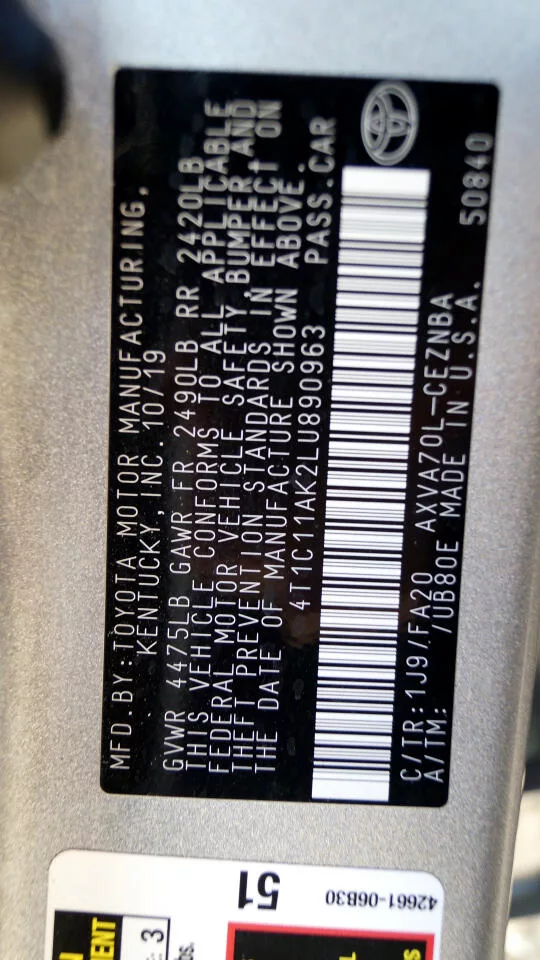 MFD.BY:TOYOTA MOTOR MANUFACTURING,
KENTUCKY,INC. 10/19
GVWR 4475LB GAWR FR 2490LB RR 2420LB
THIS VEHICLE CONFORMS TO ALL APPLICABLE
FEDERAL MOTOR VEHICLE SAFETY, BUMPER AND
THEFT PREVENTION STANDARDS IN EFFECT ON
THE DATE OF MANUFACTURE SHOWN ABOVE.
4T1C11AK2LU890963 PASS.CAR
C/TR:1J9/FA20 AXVA70L-CEZNBA 50840
A/TM: /UB80E MADE IN U.S.A.
51
42661-06B30
3